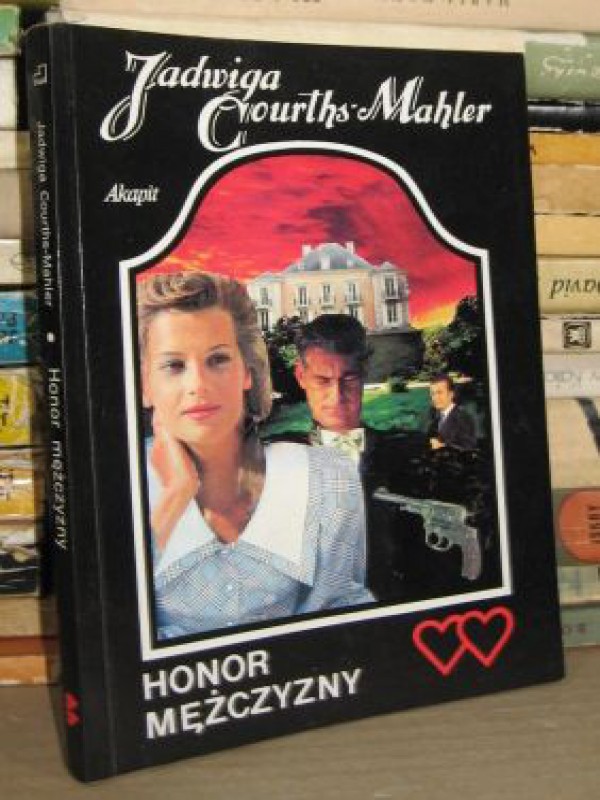 Jadwiga
Courths-Mahler
Akapit
HONOR
MĘŻCZYZNY
Jadwiga Courths-Mahler • Honor mężczyzny